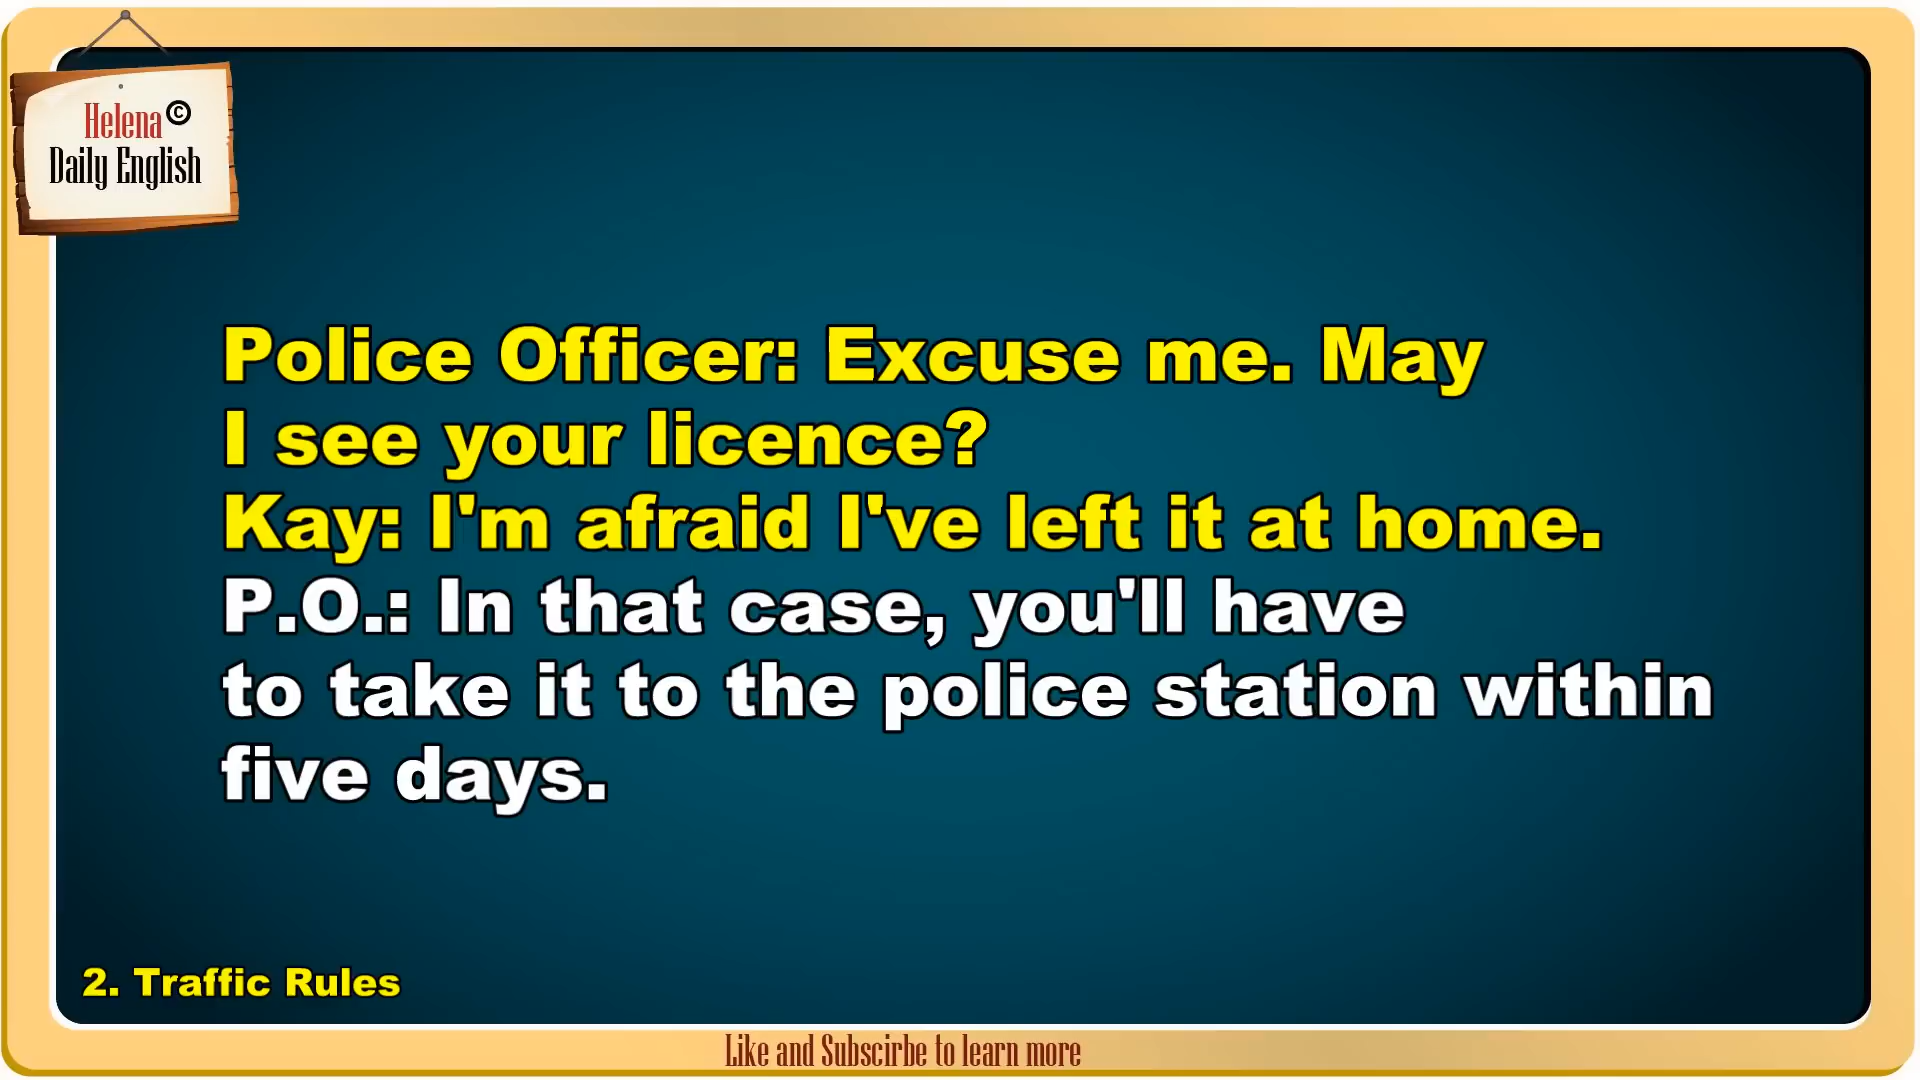 Helena©
Daily English
Police Officer: Excuse me. May
I see your licence?
Kay: I'm afraid I've left it at home.
P.O.: In that case, you'll have
to take it to the police station within
five days.
2. Traffic Rules
Like and Subscirbe to learn more